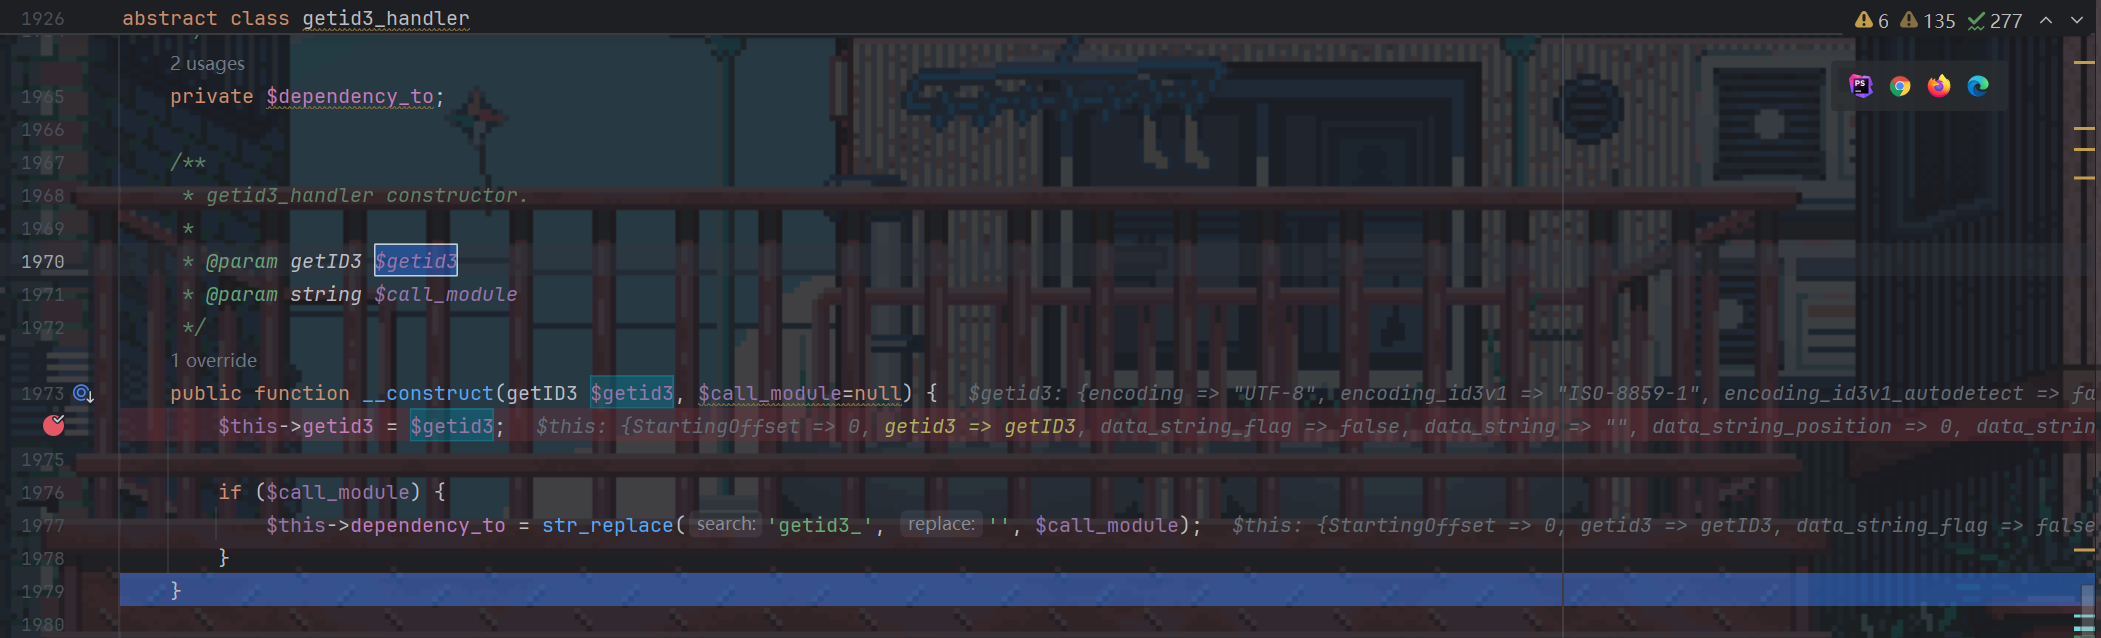 1926 abstract class getid3_handler 6 135 277
2 usages
1965 private $dependency_to;
1966
1967 /**
1968 * getid3_handler constructor.
1969 *
1970 * @param getID3 $getid3
1971 * @param string $call_module
1972 */
1 override
1973 public function __construct(getID3 $getid3, $call_module=null) { $getid3: {encoding => "UTF-8", encoding_id3v1 => "ISO-8859-1", encoding_id3v1_autodetect => fa
$this->getid3 = $getid3; $this: {StartingOffset => 0, getid3 => getID3, data_string_flag => false, data_string => "", data_string_position => 0, data_strin
1975
1976 if ($call_module) {
1977 $this->dependency_to = str_replace( search: 'getid3_', replace: '', $call_module); $this: {StartingOffset => 0, getid3 => getID3, data_string_flag => false
1978 }
1979 }
1980